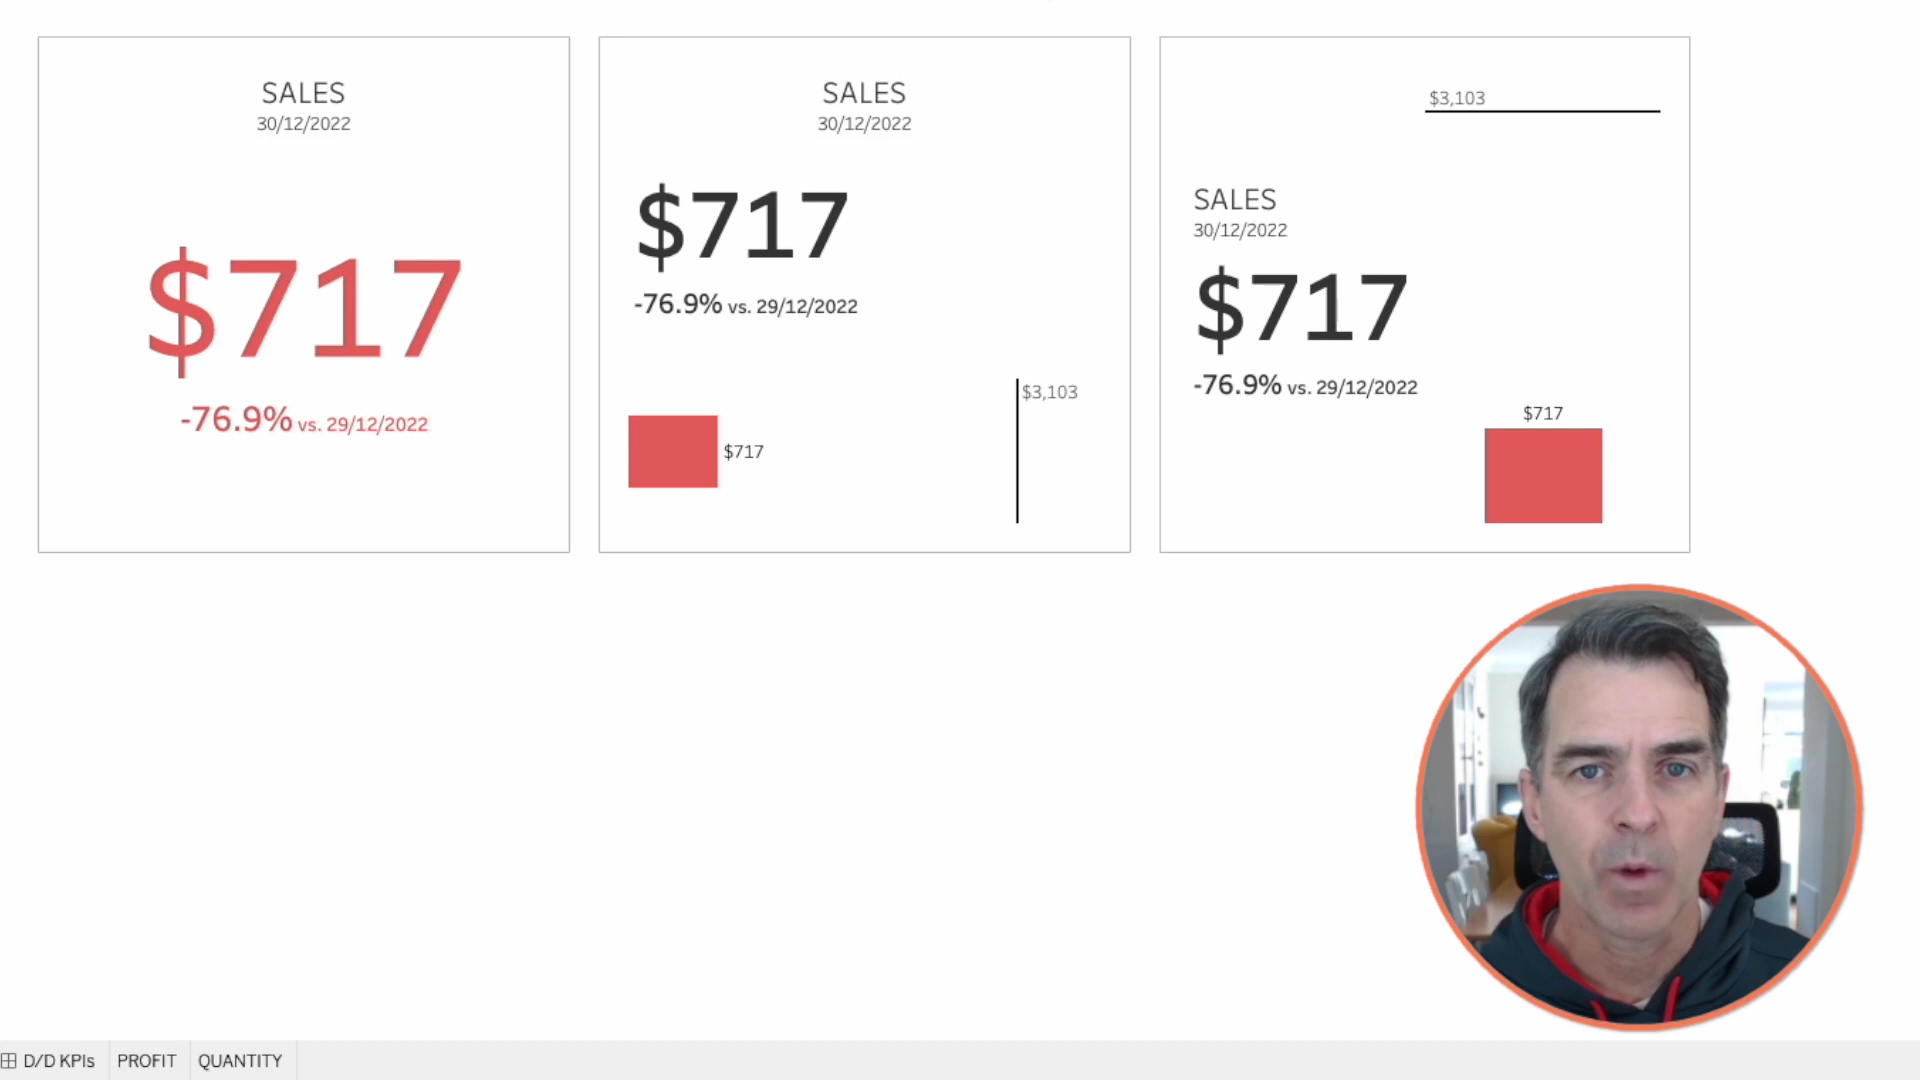 SALES
30/12/2022
$717
-76.9% vs. 29/12/2022
SALES
30/12/2022
$717
-76.9% vs. 29/12/2022
$717
$3,103
$3,103
SALES
30/12/2022
$717
-76.9% vs. 29/12/2022
$717
D/D KPIs
PROFIT
QUANTITY